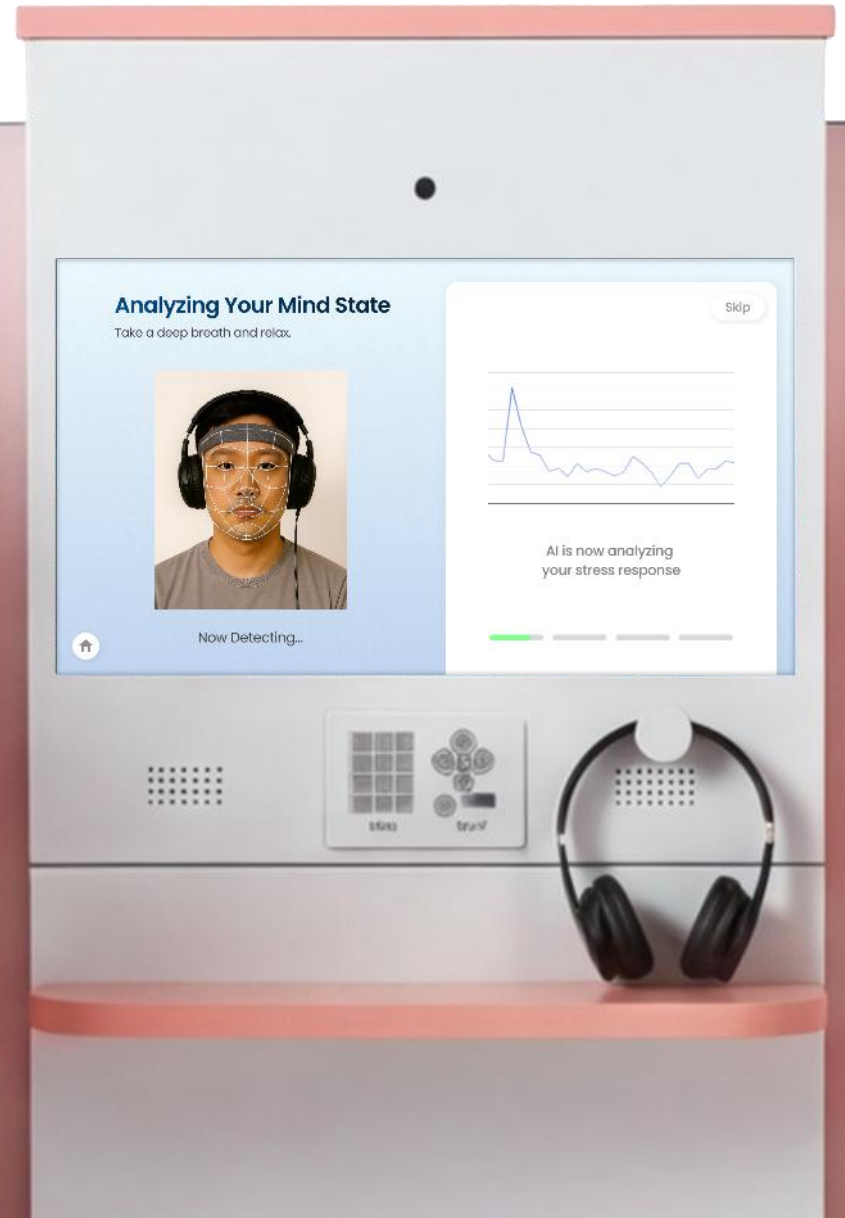 Analyzing Your Mind State
Take a deep breath and relax.
Now Detecting...
Skip
AI is now analyzing
your stress response